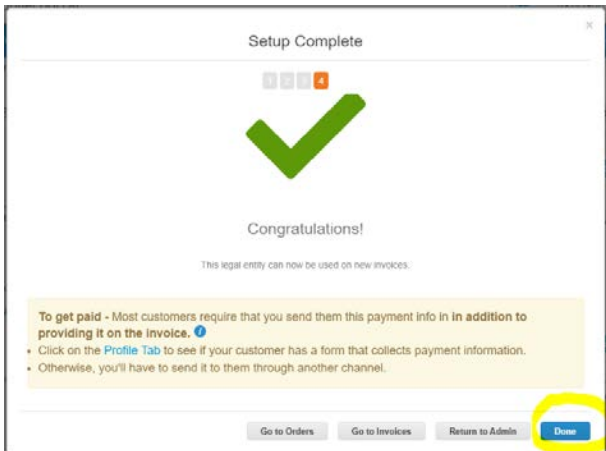 Setup Complete
1 2 3 4
Congratulations!
This legal entity can now be used on new invoices.
To get paid - Most customers require that you send them this payment info in in addition to
providing it on the invoice. i
• Click on the Profile Tab to see if your customer has a form that collects payment information.
• Otherwise, you'll have to send it to them through another channel.
Go to Orders Go to Invoices Return to Admin Done